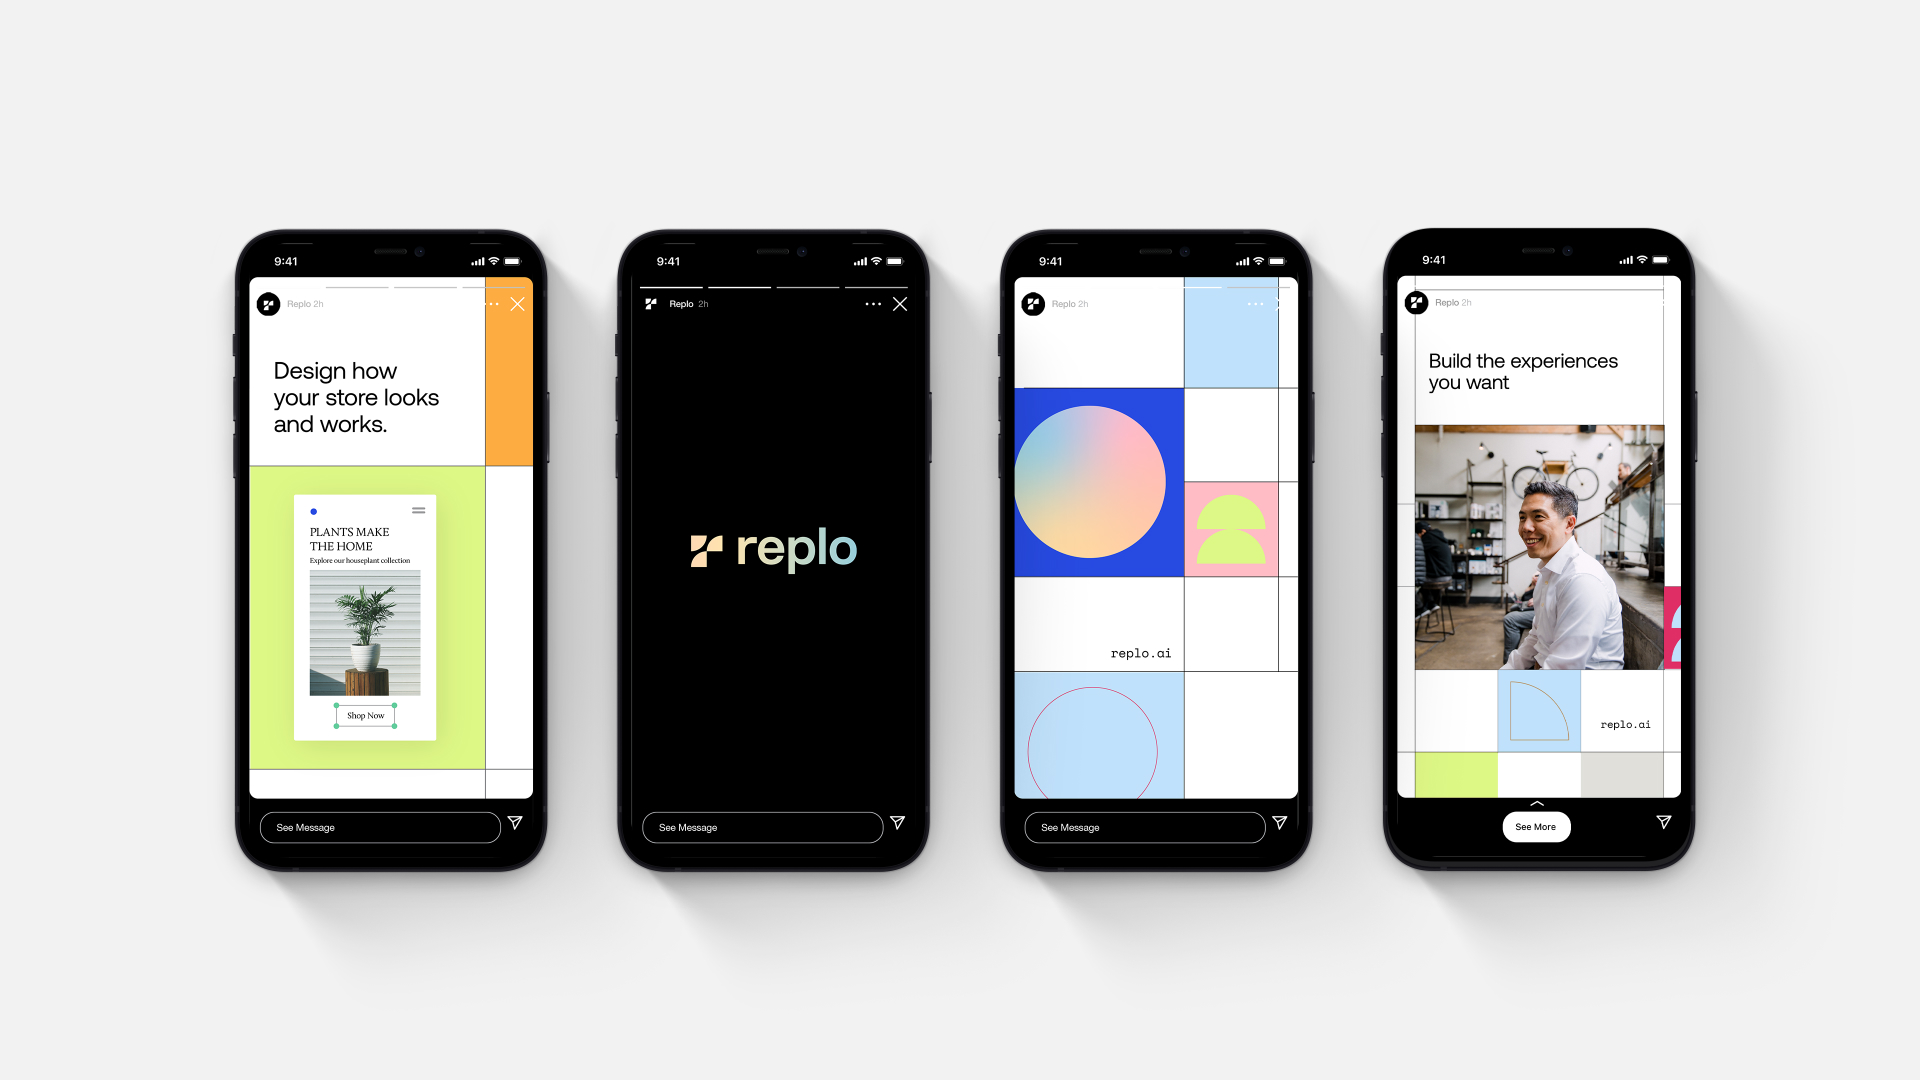 9:41
Replo 2h
Design how
your store looks
and works.
PLANTS MAKE
THE HOME
Explore our houseplant collection
Shop Now
See Message
9:41
Replo 2h
replo
See Message
9:41
Replo 2h
replo.ai
See Message
9:41
Replo 2h
Build the experiences
you want
replo.ai
See More